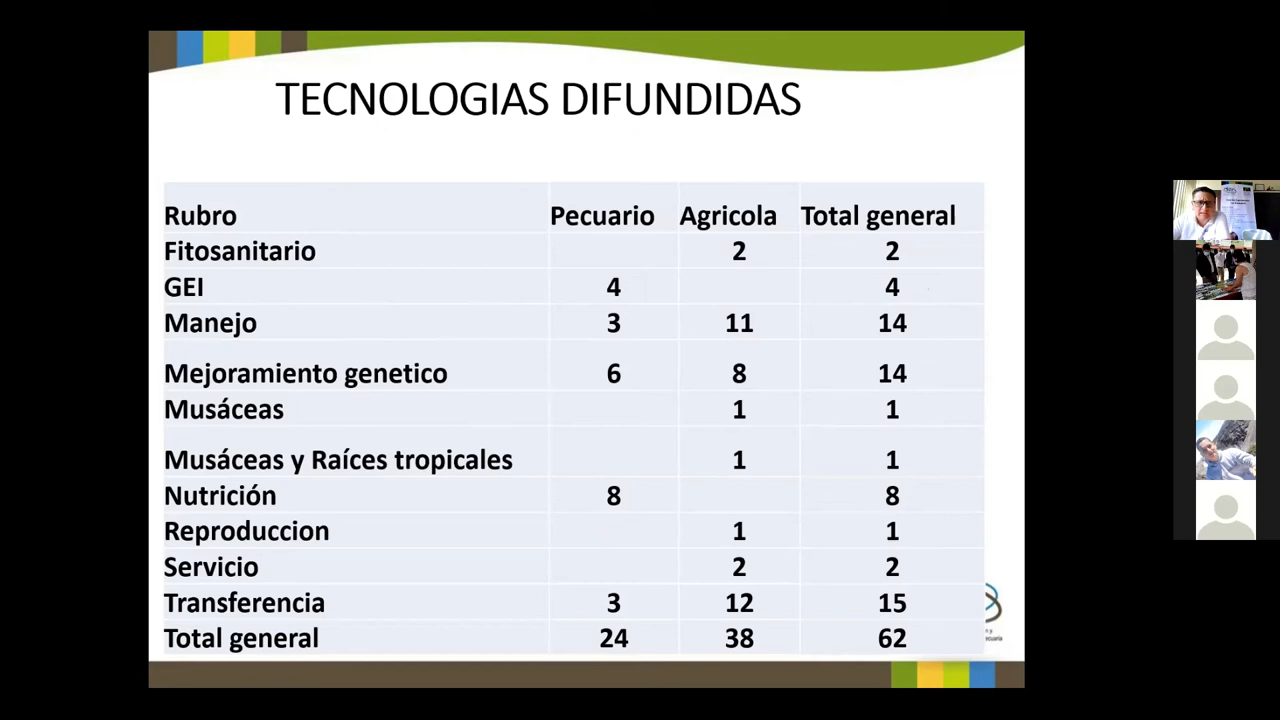 TECNOLOGIAS DIFUNDIDAS
Rubro Pecuario Agricola Total general
Fitosanitario 2 2
GEI 4 4
Manejo 3 11 14
Mejoramiento genetico 6 8 14
Musáceas 1 1
Musáceas y Raíces tropicales 1 1
Nutrición 8 8
Reproduccion 1 1
Servicio 2 2
Transferencia 3 12 15
Total general 24 38 62